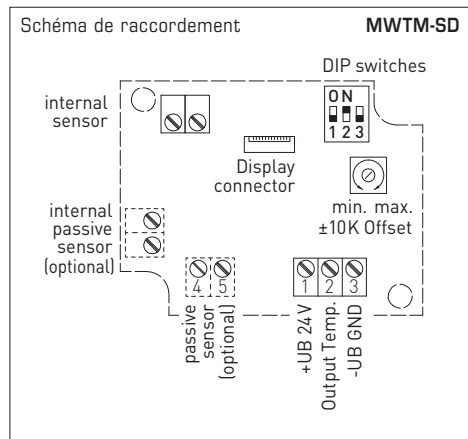 Schéma de raccordement
MWTM-SD
DIP switches
ON
1 2 3
internal
sensor
Display
connector
min. max.
±10K Offset
internal
passive
sensor
(optional)
4 5
passive
sensor
(optional)
1 2 3
+UB 24 V
Output Temp.
-UB GND